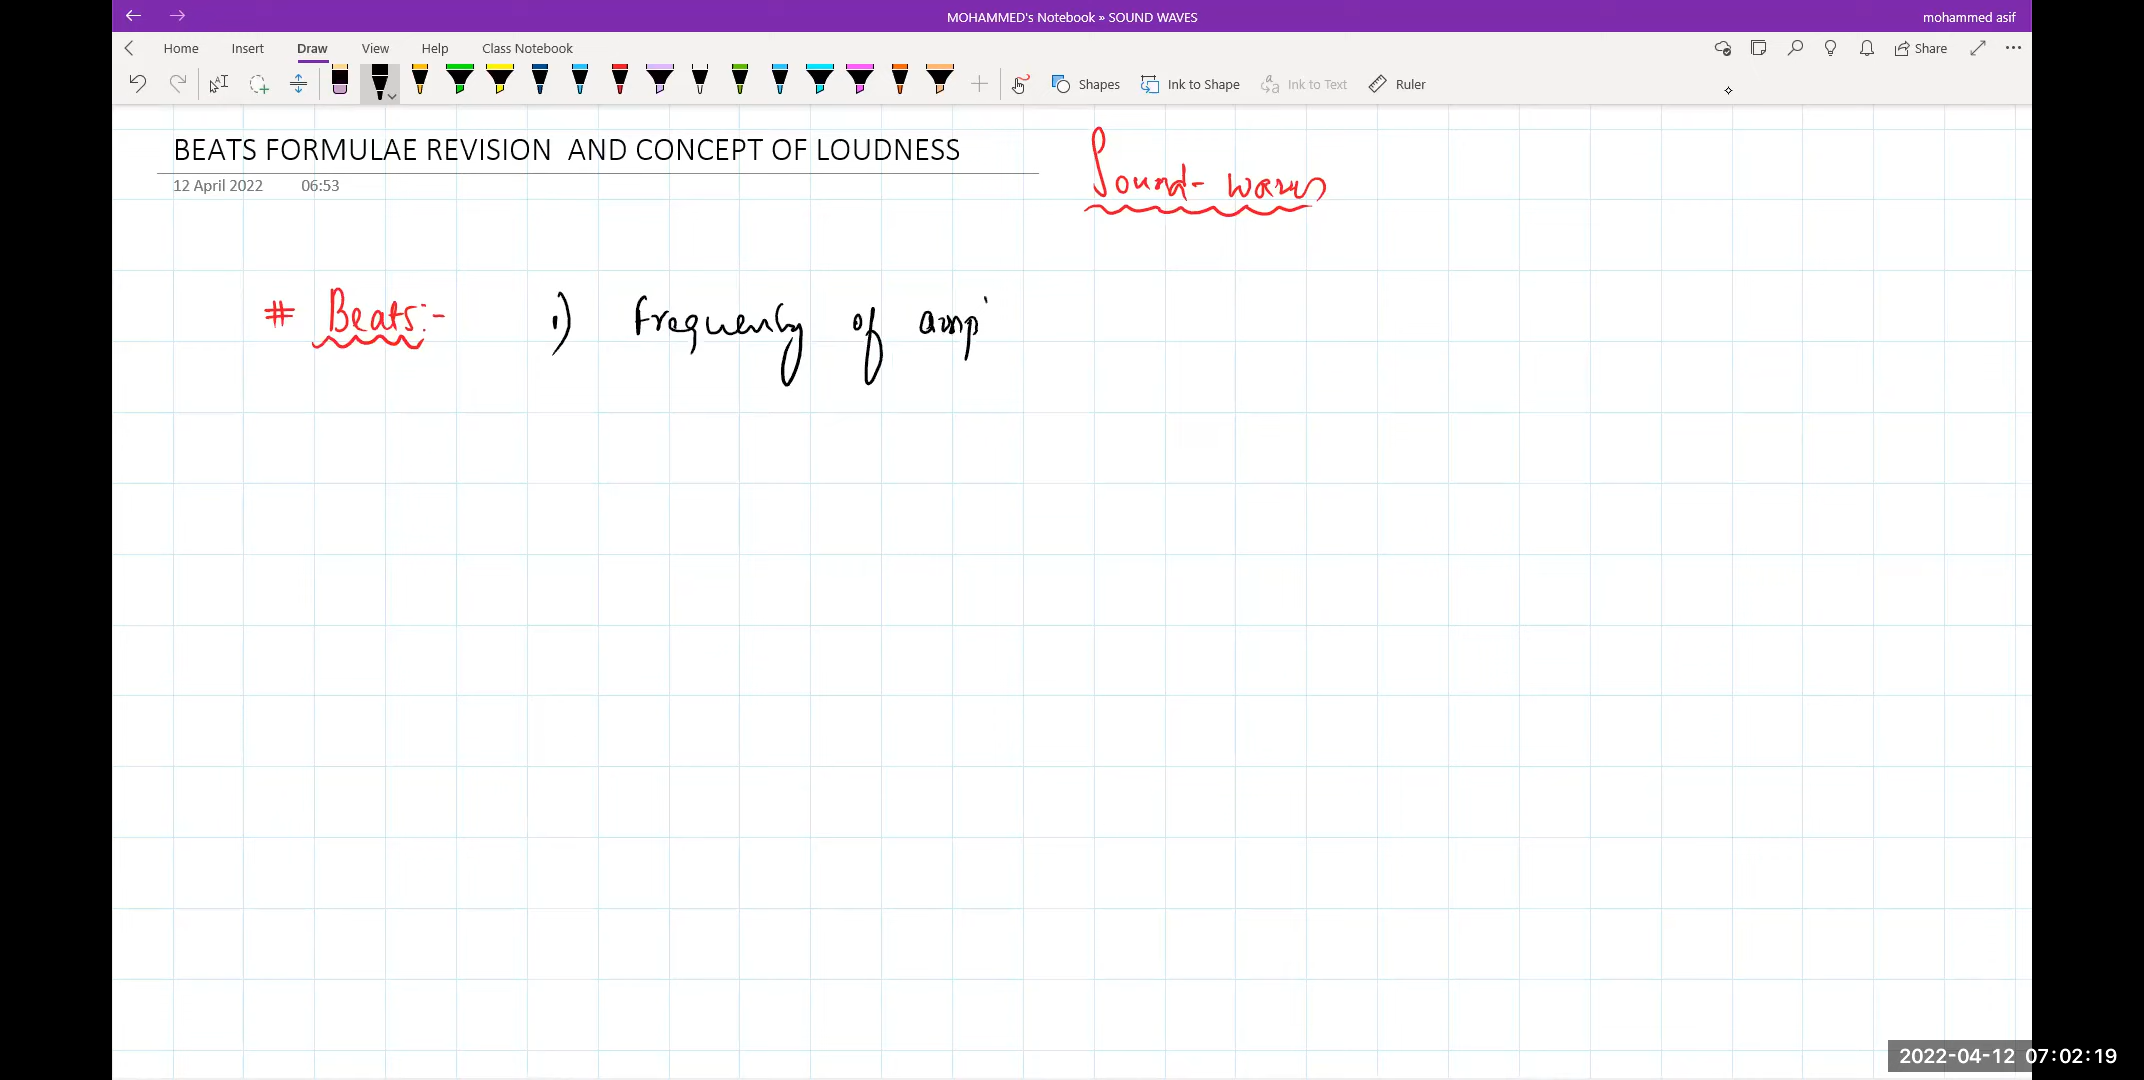 MOHAMMED's Notebook » SOUND WAVES
mohammed asif
Home Insert Draw View Help Class Notebook
Share
Shapes Ink to Shape Ink to Text Ruler
BEATS FORMULAE REVISION AND CONCEPT OF LOUDNESS
12 April 2022 06:53
Sound-waves
# Beats:- 1) Frequency of ampl
2022-04-12 07:02:19